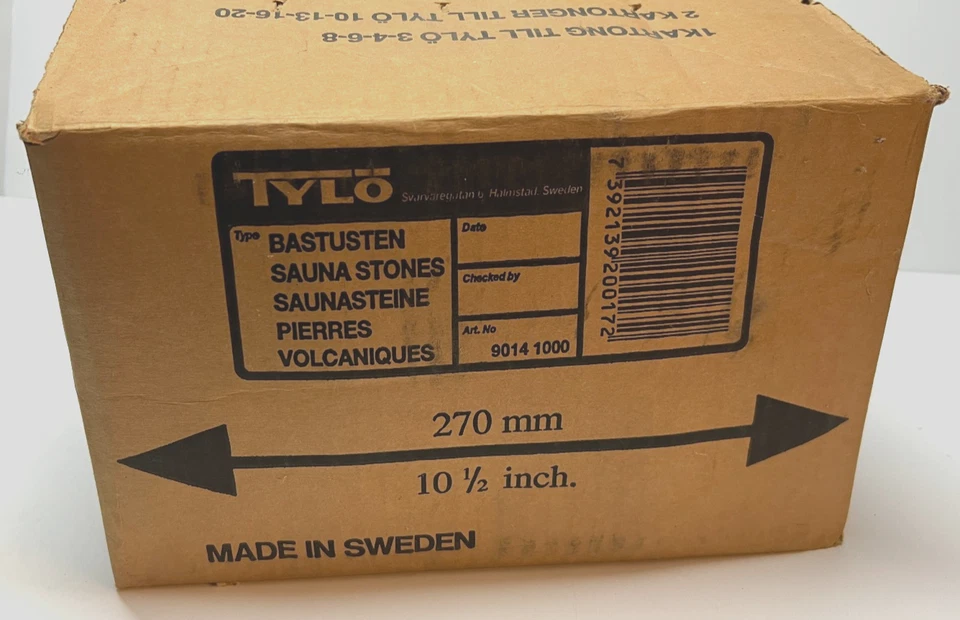 1 KARTONG TILL TYLÖ 3-4-6-8
2 KARTONGER TILL TYLÖ 10-13-16-20
TYLÖ
Svarvaregatan 6 Halmstad. Sweden
Type
BASTUSTEN
SAUNA STONES
SAUNASTEINE
PIERRES
VOLCANIQUES
Date
Checked by
Art. No
9014 1000
7 392139 200172
270 mm
10 ½ inch.
MADE IN SWEDEN